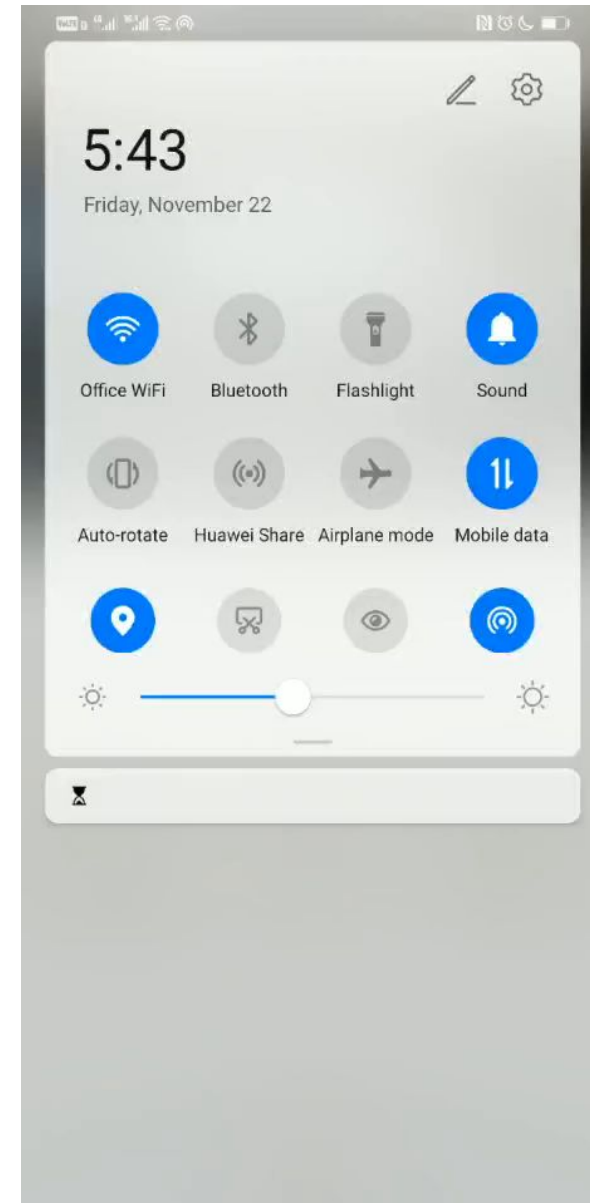 5:43
Friday, November 22
Office WiFi
Bluetooth
Flashlight
Sound
Auto-rotate
Huawei Share
Airplane mode
Mobile data